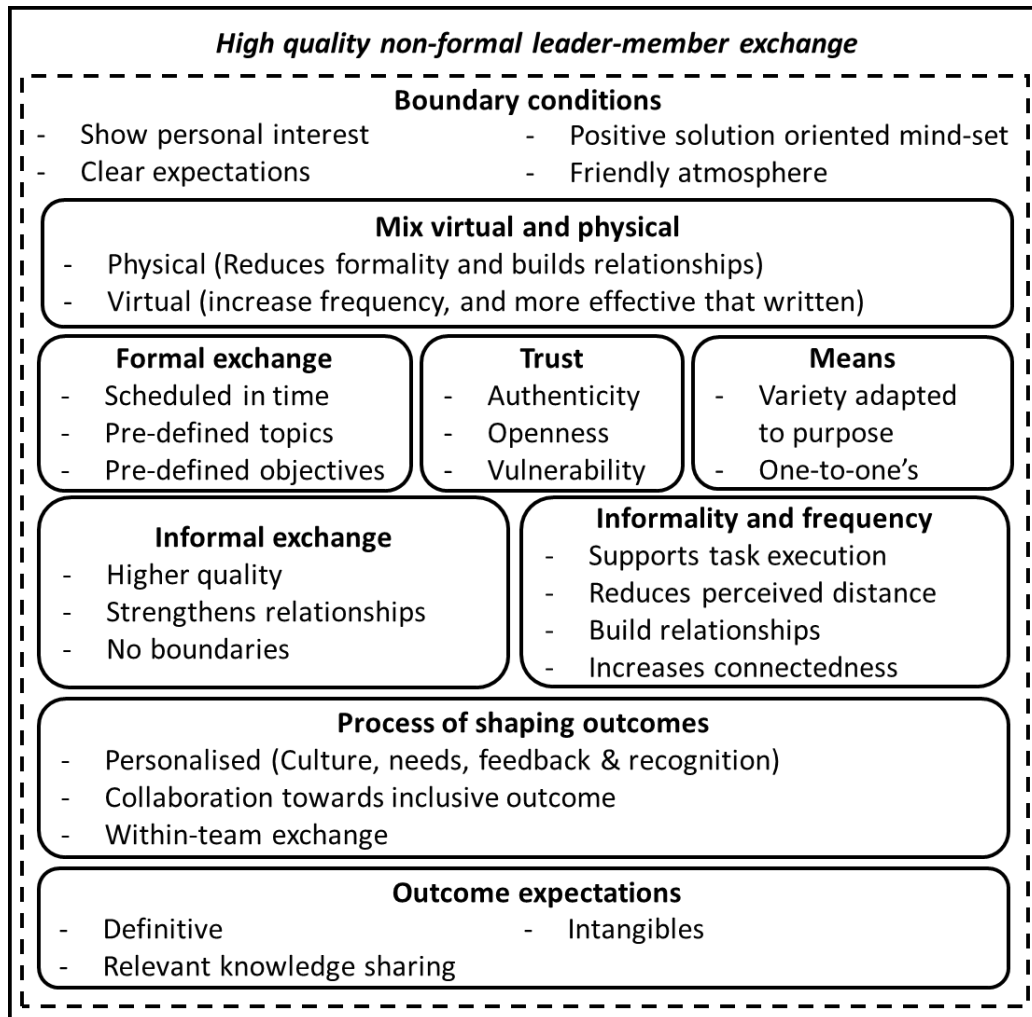 High quality non-formal leader-member exchange
Boundary conditions
- Show personal interest
- Positive solution oriented mind-set
- Clear expectations
- Friendly atmosphere
Mix virtual and physical
- Physical (Reduces formality and builds relationships)
- Virtual (increase frequency, and more effective that written)
Formal exchange
- Scheduled in time
- Pre-defined topics
- Pre-defined objectives
Trust
- Authenticity
- Openness
- Vulnerability
Means
- Variety adapted
to purpose
- One-to-one’s
Informal exchange
- Higher quality
- Strengthens relationships
- No boundaries
Informality and frequency
- Supports task execution
- Reduces perceived distance
- Build relationships
- Increases connectedness
Process of shaping outcomes
- Personalised (Culture, needs, feedback & recognition)
- Collaboration towards inclusive outcome
- Within-team exchange
Outcome expectations
- Definitive
- Intangibles
- Relevant knowledge sharing